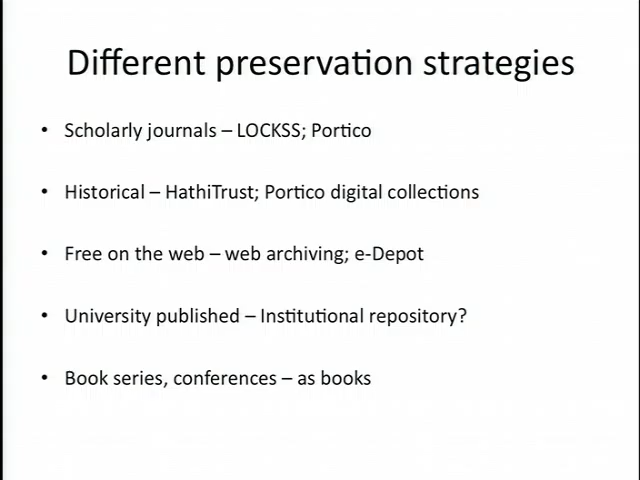 Different preservation strategies
• Scholarly journals – LOCKSS; Portico
• Historical – HathiTrust; Portico digital collections
• Free on the web – web archiving; e-Depot
• University published – Institutional repository?
• Book series, conferences – as books